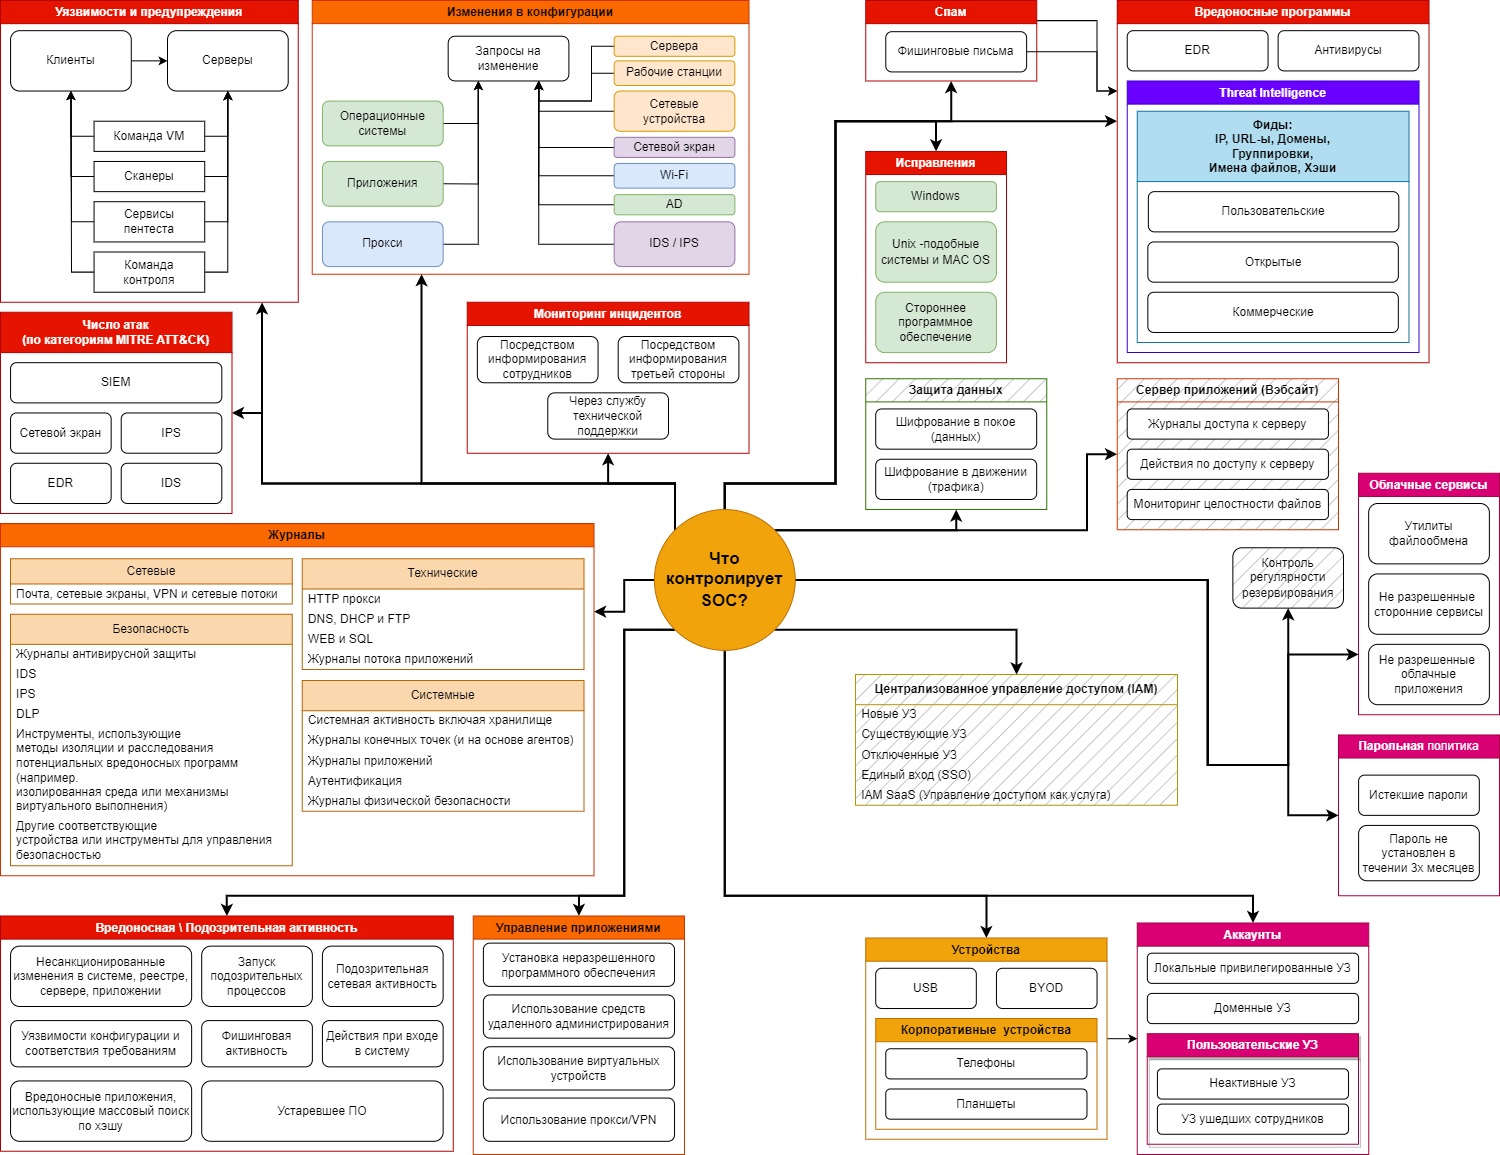 Уязвимости и предупреждения
Клиенты
Серверы
Команда VM
Сканеры
Сервисы
пентеста
Команда
контроля
Изменения в конфигурации
Запросы на
изменение
Операционные
системы
Приложения
Прокси
Сервера
Рабочие станции
Сетевые
устройства
Сетевой экран
Wi-Fi
AD
IDS / IPS
Спам
Фишинговые письма
Вредоносные программы
EDR
Антивирусы
Threat Intelligence
Фиды:
IP, URL-ы, Домены,
Группировки,
Имена файлов, Хэши
Пользовательские
Открытые
Коммерческие
Исправления
Windows
Unix -подобные
системы и MAC OS
Стороннее
программное
обеспечение
Число атак
(по категориям MITRE ATT&CK)
SIEM
Сетевой экран
IPS
EDR
IDS
Мониторинг инцидентов
Посредством
информирования
сотрудников
Посредством
информирования
третьей стороны
Через службу
технической
поддержки
Защита данных
Шифрование в покое
(данных)
Шифрование в движении
(трафика)
Сервер приложений (Вэбсайт)
Журналы доступа к серверу
Действия по доступу к серверу
Мониторинг целостности файлов
Облачные сервисы
Утилиты
файлообмена
Не разрешенные
сторонние сервисы
Не разрешенные
облачные
приложения
Контроль
регулярности
резервирования
Что
контролирует
SOC?
Журналы
Сетевые
Почта, сетевые экраны, VPN и сетевые потоки
Безопасность
Журналы антивирусной защиты
IDS
IPS
DLP
Инструменты, использующие
методы изоляции и расследования
потенциальных вредоносных программ
(например.
изолированная среда или механизмы
виртуального выполнения)
Другие соответствующие
устройства или инструменты для управления
безопасностью
Технические
HTTP прокси
DNS, DHCP и FTP
WEB и SQL
Журналы потока приложений
Системные
Системная активность включая хранилище
Журналы конечных точек (и на основе агентов)
Журналы приложений
Аутентификация
Журналы физической безопасности
Централизованное управление доступом (IAM)
Новые УЗ
Существующие УЗ
Отключенные УЗ
Единый вход (SSO)
IAM SaaS (Управление доступом как услуга)
Парольная политика
Истекшие пароли
Пароль не
установлен в
течении 3х месяцев
Вредоносная \ Подозрительная активность
Несанкционированные
изменения в системе, реестре,
сервере, приложении
Запуск
подозрительных
процессов
Подозрительная
сетевая активность
Уязвимости конфигурации и
соответствия требованиям
Фишинговая
активность
Действия при входе
в систему
Вредоносные приложения,
использующие массовый поиск
по хэшу
Устаревшее ПО
Управление приложениями
Установка неразрешенного
программного обеспечения
Использование средств
удаленного администрирования
Использование виртуальных
устройств
Использование прокси/VPN
Устройства
USB
BYOD
Корпоративные устройства
Телефоны
Планшеты
Аккаунты
Локальные привилегированные УЗ
Доменные УЗ
Пользовательские УЗ
Неактивные УЗ
УЗ ушедших сотрудников